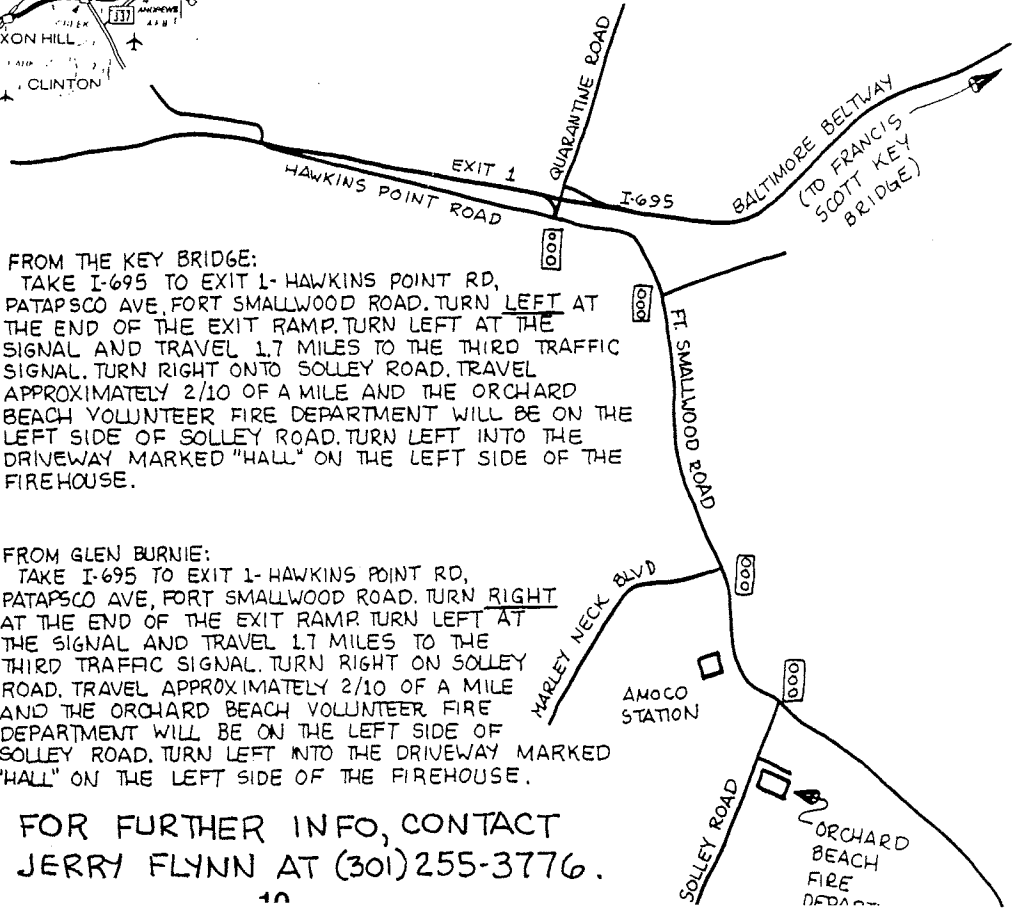 337
ANDREWS
A F B
CREEK
XON HILL
CLINTON
QUARANTINE ROAD
EXIT 1
I-695
HAWKINS POINT ROAD
BALTIMORE BELTWAY
(TO FRANCIS
SCOTT KEY
BRIDGE)
FROM THE KEY BRIDGE:
TAKE I-695 TO EXIT 1- HAWKINS POINT RD,
PATAPSCO AVE, FORT SMALLWOOD ROAD. TURN LEFT AT
THE END OF THE EXIT RAMP. TURN LEFT AT THE
SIGNAL AND TRAVEL 1.7 MILES TO THE THIRD TRAFFIC
SIGNAL. TURN RIGHT ONTO SOLLEY ROAD. TRAVEL
APPROXIMATELY 2/10 OF A MILE AND THE ORCHARD
BEACH VOLUNTEER FIRE DEPARTMENT WILL BE ON THE
LEFT SIDE OF SOLLEY ROAD. TURN LEFT INTO THE
DRIVEWAY MARKED "HALL" ON THE LEFT SIDE OF THE
FIREHOUSE.
FT. SMALLWOOD ROAD
FROM GLEN BURNIE:
TAKE I-695 TO EXIT 1- HAWKINS POINT RD,
PATAPSCO AVE, FORT SMALLWOOD ROAD. TURN RIGHT
AT THE END OF THE EXIT RAMP. TURN LEFT AT
THE SIGNAL AND TRAVEL 1.7 MILES TO THE
THIRD TRAFFIC SIGNAL. TURN RIGHT ON SOLLEY
ROAD. TRAVEL APPROXIMATELY 2/10 OF A MILE
AND THE ORCHARD BEACH VOLUNTEER FIRE
DEPARTMENT WILL BE ON THE LEFT SIDE OF
SOLLEY ROAD. TURN LEFT INTO THE DRIVEWAY MARKED
"HALL" ON THE LEFT SIDE OF THE FIREHOUSE.
MARLEY NECK BLVD
AMOCO
STATION
SOLLEY ROAD
ORCHARD
BEACH
FIRE
FOR FURTHER INFO, CONTACT
JERRY FLYNN AT (301) 255-3776.